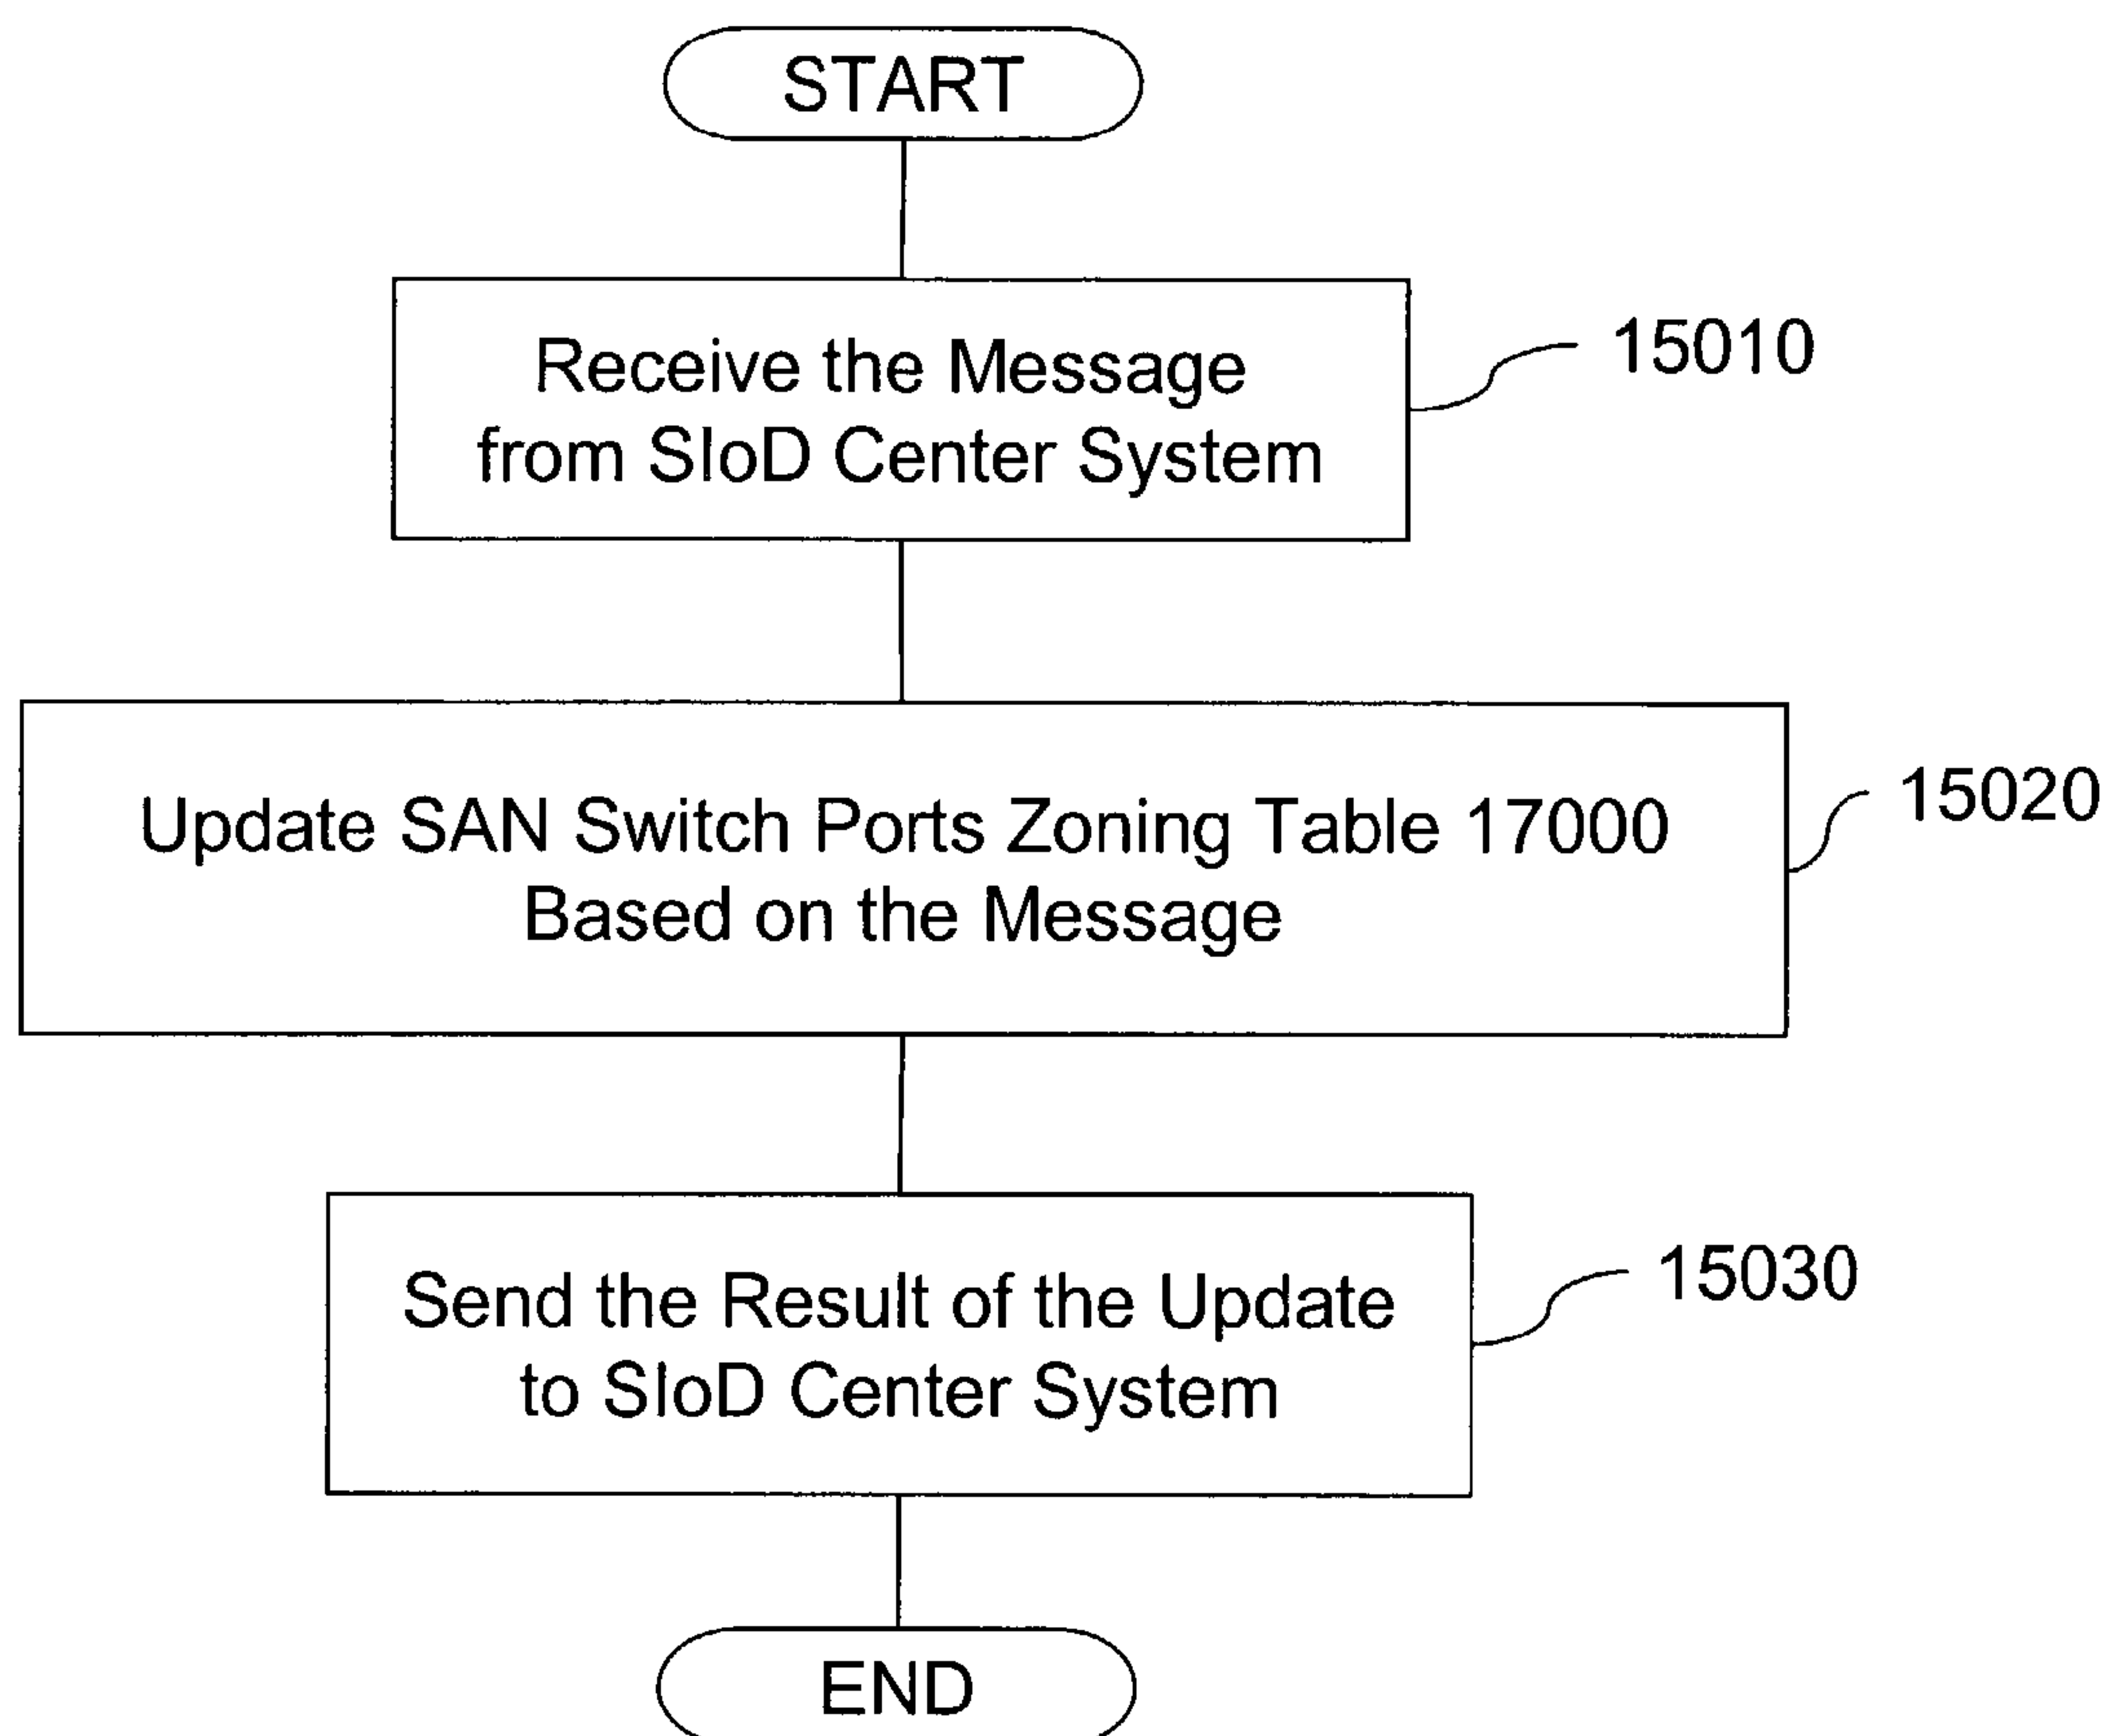 START
Receive the Message
from SIoD Center System
15010
Update SAN Switch Ports Zoning Table 17000
Based on the Message
15020
Send the Result of the Update
to SIoD Center System
15030
END